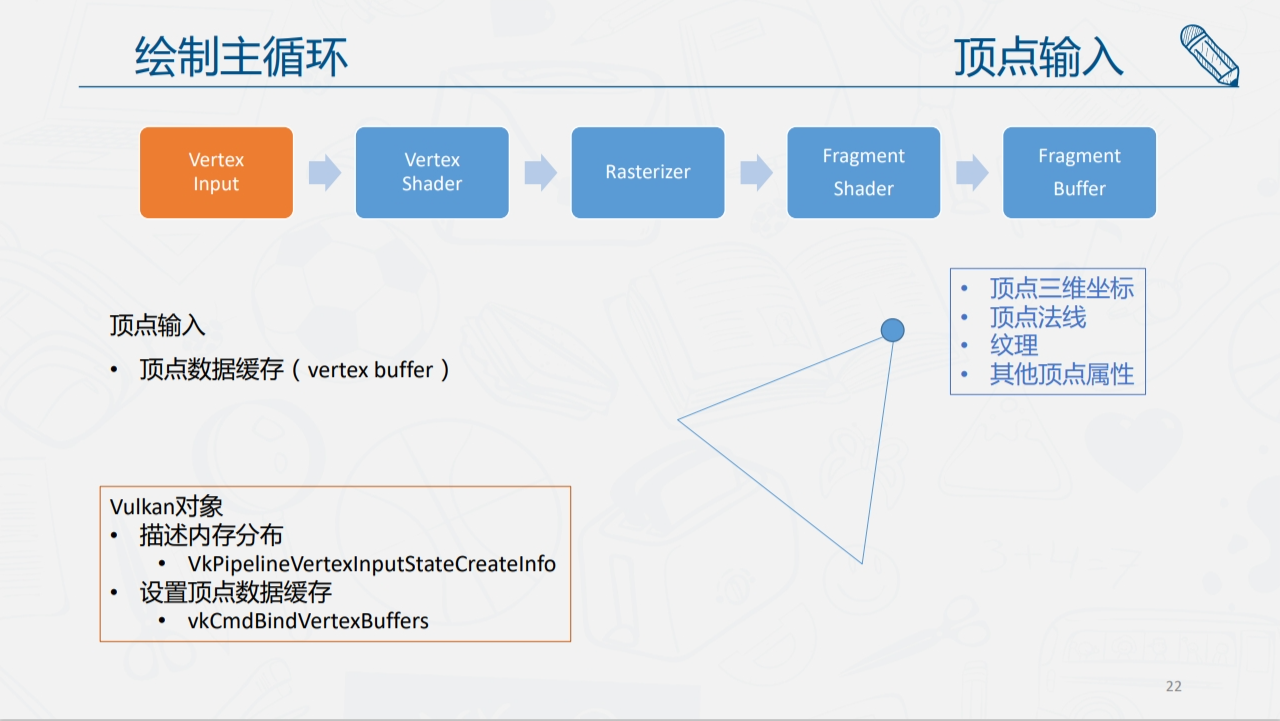 绘制主循环
顶点输入
Vertex
Input
Vertex
Shader
Rasterizer
Fragment
Shader
Fragment
Buffer
• 顶点三维坐标
• 顶点法线
• 纹理
• 其他顶点属性
顶点输入
• 顶点数据缓存（vertex buffer）
Vulkan对象
• 描述内存分布
• VkPipelineVertexInputStateCreateInfo
• 设置顶点数据缓存
• vkCmdBindVertexBuffers
22